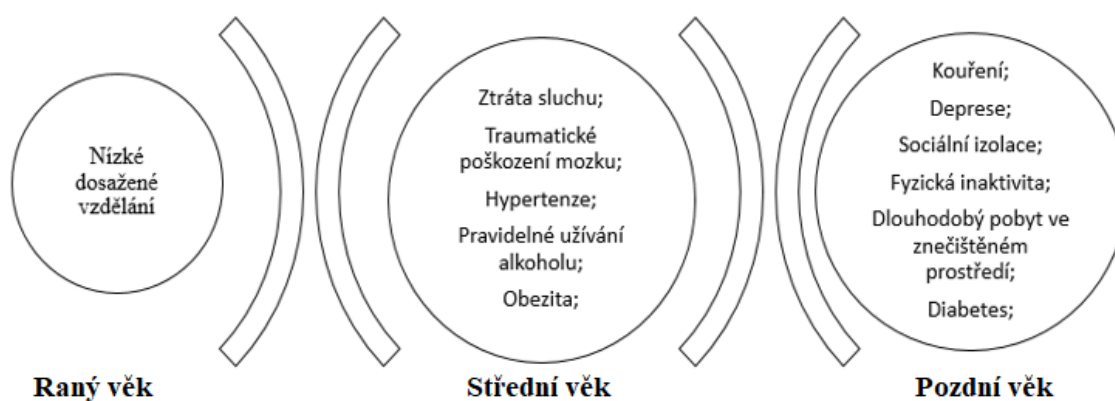 Nízké
dosažené
vzdělání
Ztráta sluchu;
Traumatické
poškození mozku;
Hypertenze;
Pravidelné užívání
alkoholu;
Obezita;
Kouření;
Deprese;
Sociální izolace;
Fyzická inaktivita;
Dlouhodobý pobyt ve
znečištěném
prostředí;
Diabetes;
Raný věk
Střední věk
Pozdní věk